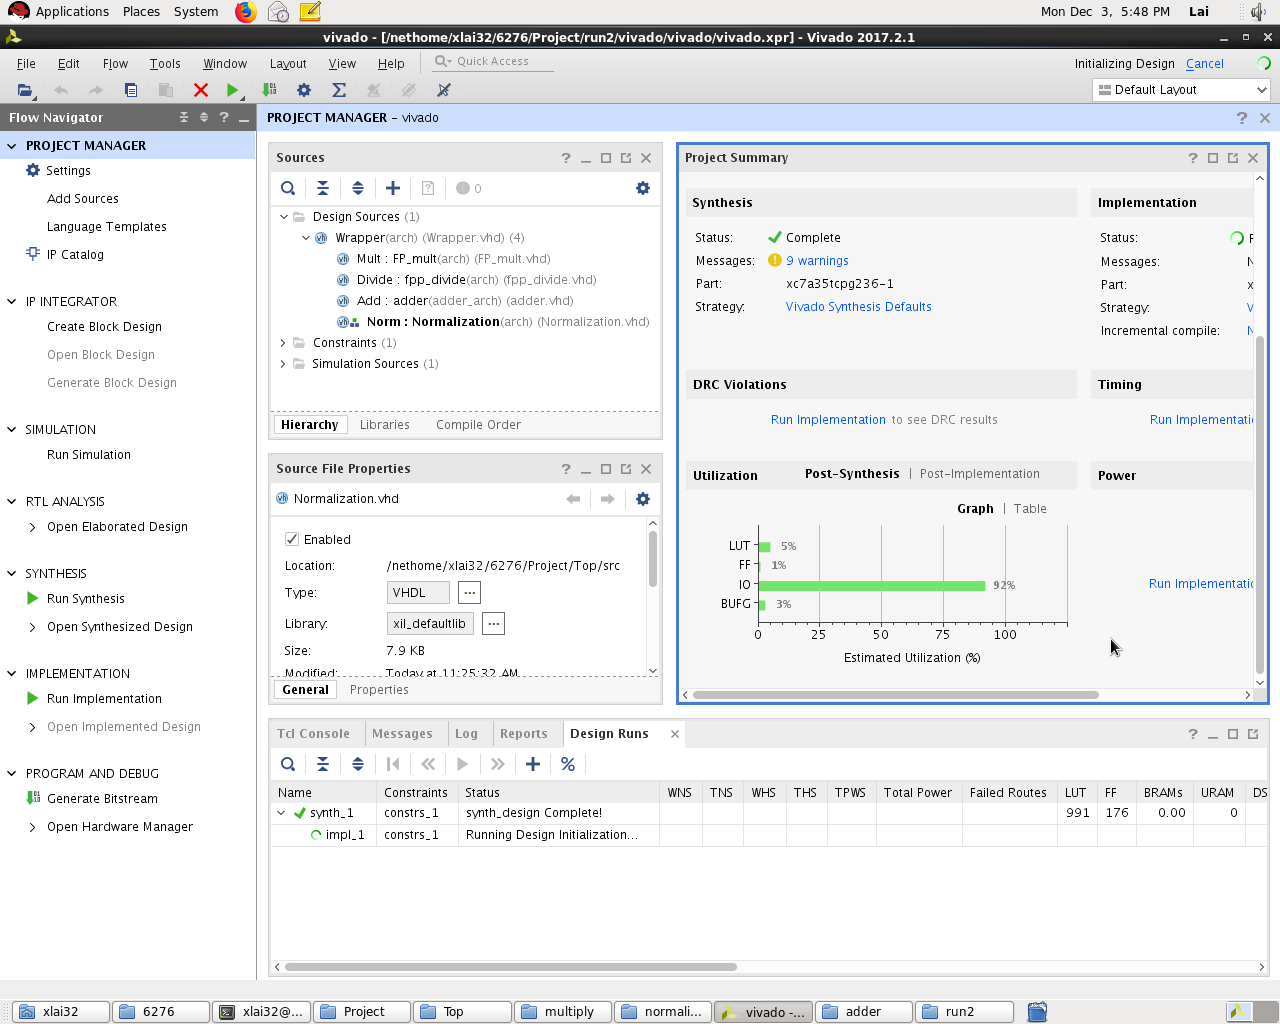 Applications Places System
Mon Dec 3, 5:48 PM Lai
vivado - [/nethome/xlai32/6276/Project/run2/vivado/vivado/vivado.xpr] - Vivado 2017.2.1
File Edit Flow Tools Window Layout View Help Quick Access
Initializing Design Cancel
Default Layout
Flow Navigator
PROJECT MANAGER
Settings
Add Sources
Language Templates
IP Catalog
IP INTEGRATOR
Create Block Design
Open Block Design
Generate Block Design
SIMULATION
Run Simulation
RTL ANALYSIS
Open Elaborated Design
SYNTHESIS
Run Synthesis
Open Synthesized Design
IMPLEMENTATION
Run Implementation
Open Implemented Design
PROGRAM AND DEBUG
Generate Bitstream
Open Hardware Manager
PROJECT MANAGER - vivado
Sources
0
Design Sources (1)
Wrapper(arch) (Wrapper.vhd) (4)
Mult : FP_mult(arch) (FP_mult.vhd)
Divide : fpp_divide(arch) (fpp_divide.vhd)
Add : adder(adder_arch) (adder.vhd)
Norm : Normalization(arch) (Normalization.vhd)
Constraints (1)
Simulation Sources (1)
Hierarchy Libraries Compile Order
Source File Properties
Normalization.vhd
Enabled
Location: /nethome/xlai32/6276/Project/Top/src
Type: VHDL
Library: xil_defaultlib
Size: 7.9 KB
Modified: Today at 11:25:32 AM
General Properties
Project Summary
Synthesis
Status: Complete
Messages: 9 warnings
Part: xc7a35tcpg236-1
Strategy: Vivado Synthesis Defaults
Implementation
Status:
Messages:
Part:
Strategy:
Incremental compile:
DRC Violations
Run Implementation to see DRC results
Timing
Run Implementatio
Utilization Post-Synthesis | Post-Implementation
Graph | Table
LUT 5%
FF 1%
IO 92%
BUFG 3%
0 25 50 75 100
Estimated Utilization (%)
Power
Run Implementatio
Tcl Console Messages Log Reports Design Runs
Name Constraints Status WNS TNS WHS THS TPWS Total Power Failed Routes LUT FF BRAMs URAM DS
synth_1 constrs_1 synth_design Complete! 991 176 0.00 0
impl_1 constrs_1 Running Design Initialization...
xlai32 6276 xlai32@... Project Top multiply normali... vivado -... adder run2